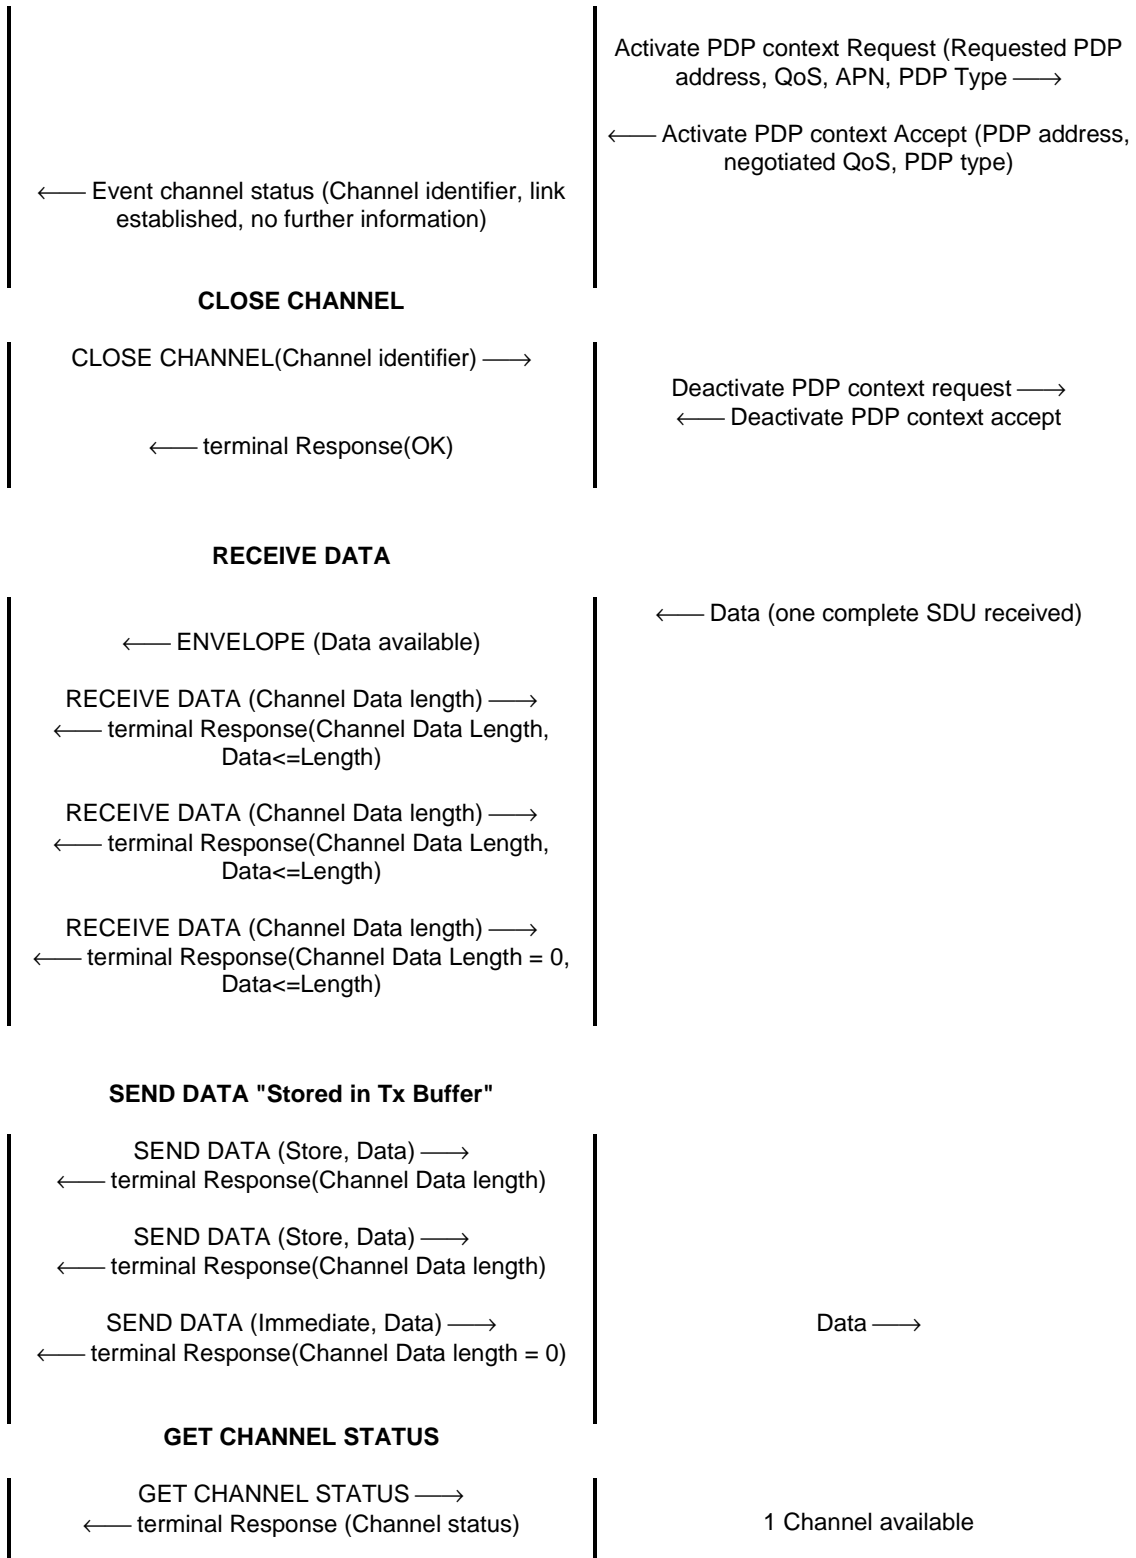 Activate PDP context Request (Requested PDP
address, QoS, APN, PDP Type ⟶
⟵ Activate PDP context Accept (PDP address,
negotiated QoS, PDP type)
⟵ Event channel status (Channel identifier, link
established, no further information)
CLOSE CHANNEL
CLOSE CHANNEL(Channel identifier) ⟶
Deactivate PDP context request ⟶
⟵ Deactivate PDP context accept
⟵ terminal Response(OK)
RECEIVE DATA
⟵ Data (one complete SDU received)
⟵ ENVELOPE (Data available)
RECEIVE DATA (Channel Data length) ⟶
⟵ terminal Response(Channel Data Length,
Data<=Length)
RECEIVE DATA (Channel Data length) ⟶
⟵ terminal Response(Channel Data Length,
Data<=Length)
RECEIVE DATA (Channel Data length) ⟶
⟵ terminal Response(Channel Data Length = 0,
Data<=Length)
SEND DATA "Stored in Tx Buffer"
SEND DATA (Store, Data) ⟶
⟵ terminal Response(Channel Data length)
SEND DATA (Store, Data) ⟶
⟵ terminal Response(Channel Data length)
SEND DATA (Immediate, Data) ⟶
Data ⟶
⟵ terminal Response(Channel Data length = 0)
GET CHANNEL STATUS
GET CHANNEL STATUS ⟶
⟵ terminal Response (Channel status)
1 Channel available